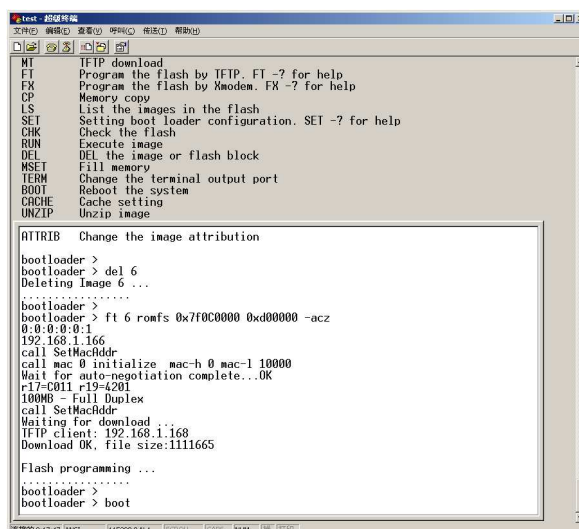 test - 超级终端
文件(F) 编辑(E) 查看(V) 呼叫(C) 传送(T) 帮助(H)
MT TFTP download
FT Program the flash by TFTP. FT -? for help
FX Program the flash by Xmodem. FX -? for help
CP Memory copy
LS List the images in the flash
SET Setting boot loader configuration. SET -? for help
CHK Check the flash
RUN Execute image
DEL DEL the image or flash block
MSET Fill memory
TERM Change the terminal output port
BOOT Reboot the system
CACHE Cache setting
UNZIP Unzip image
ATTRIB Change the image attribution
bootloader >
bootloader > del 6
Deleting Image 6 ...
.................
bootloader >
bootloader > ft 6 romfs 0x7f0C0000 0xd00000 -acz
0:0:0:0:0:1
192.168.1.166
call SetMacAddr
call mac 0 initialize mac-h 0 mac-l 10000
Wait for auto-negotiation complete...OK
r17=C011 r19=4201
100MB - Full Duplex
call SetMacAddr
Waiting for download ...
TFTP client: 192.168.1.168
Download OK, file size:1111665
Flash programming ...
.................
bootloader >
bootloader > boot